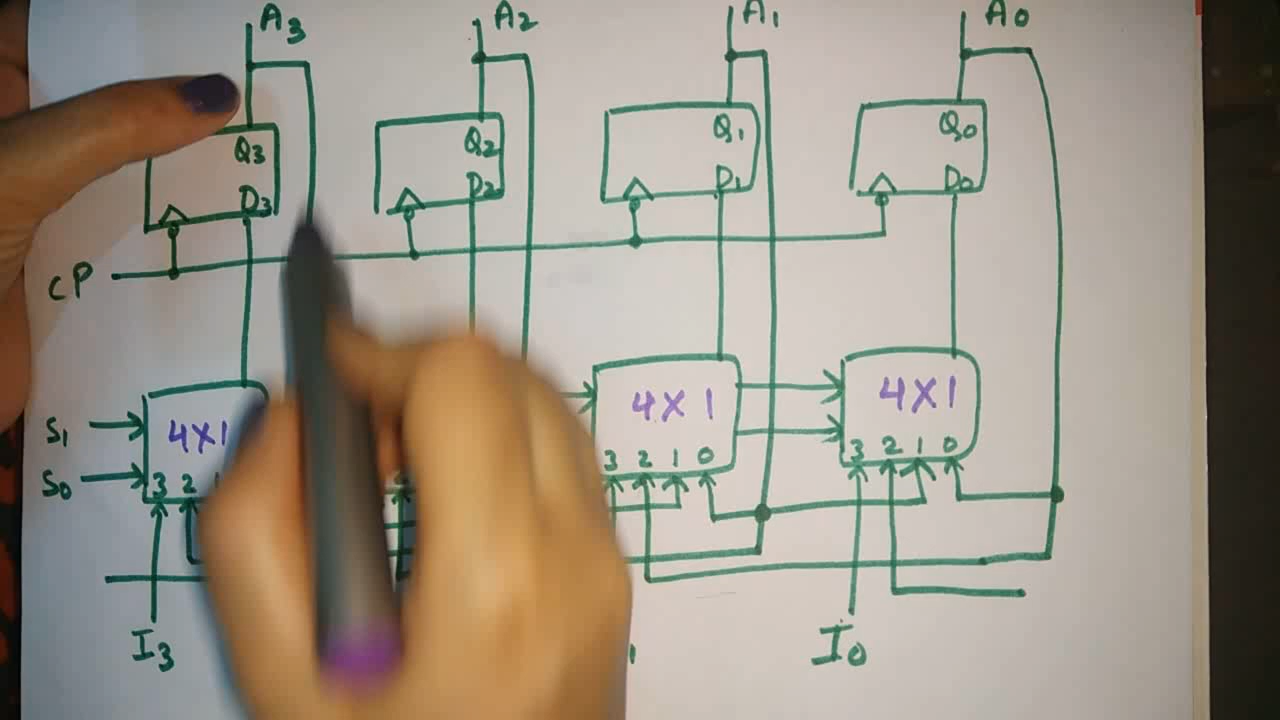 A3 A2 A1 A0
Q3 Q2 Q1 Q0
D3 D2 D1 D0
CP
S1 4X1 4X1 4X1
S0
3 2 3 2 1 0 3 2 1 0
I3 I0